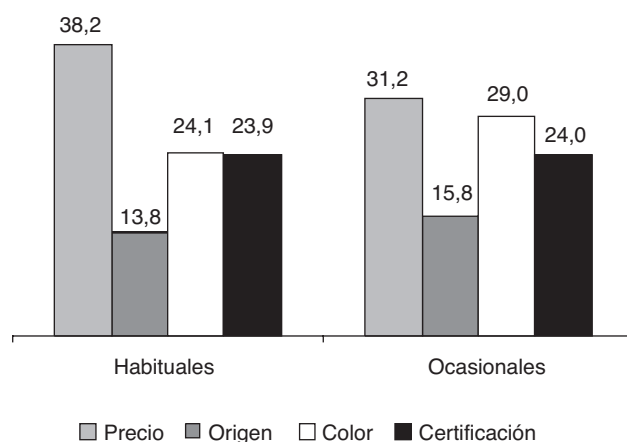 38,2
13,8
24,1
23,9
31,2
15,8
29,0
24,0
Habituales
Ocasionales
Precio Origen Color Certificación